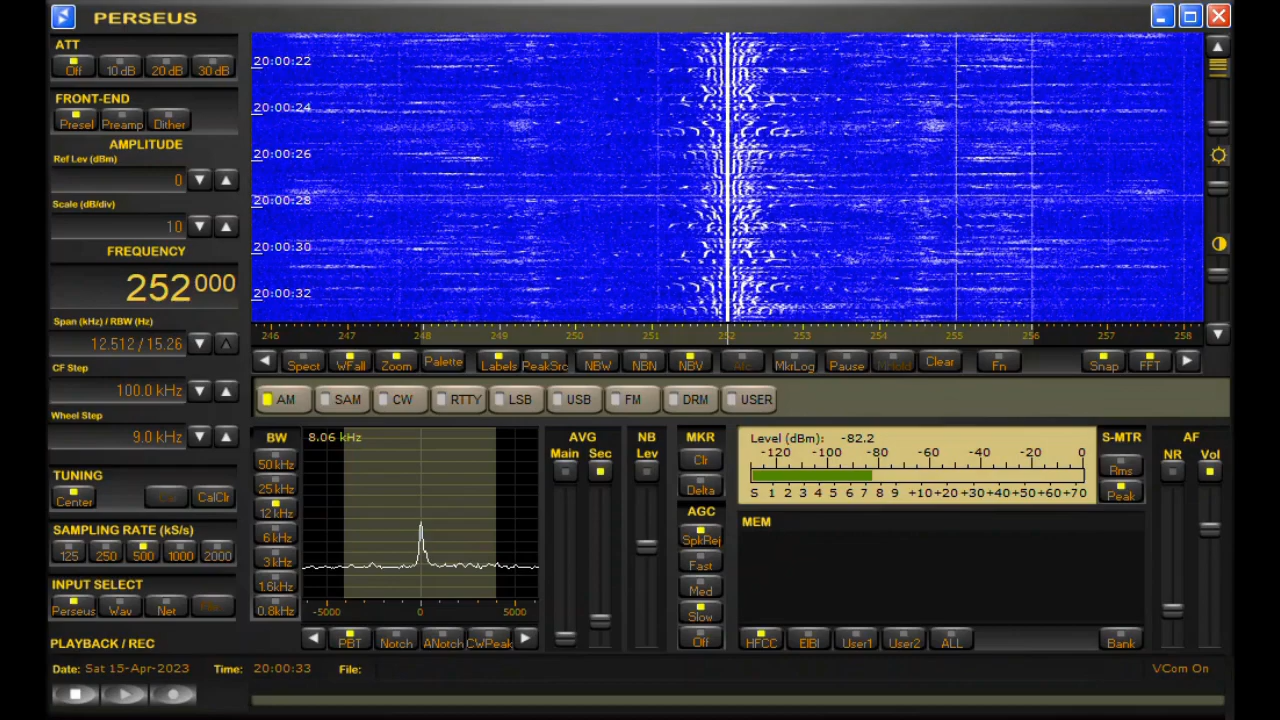 PERSEUS
ATT
Off 10 dB 20 dB 30 dB
FRONT-END
Presel Preamp Dither
AMPLITUDE
Ref Lev (dBm)
0
Scale (dB/div)
10
FREQUENCY
252 000
Span (kHz) / RBW (Hz)
12.512 / 15.26
CF Step
100.0 kHz
Wheel Step
9.0 kHz
TUNING
Center CalClr
SAMPLING RATE (kS/s)
125 250 500 1000 2000
INPUT SELECT
Perseus Wav Net
PLAYBACK / REC
20:00:22
20:00:24
20:00:26
20:00:28
20:00:30
20:00:32
246 247 248 249 250 251 252 253 254 255 256 257 258
Spect WFall Zoom Palette Labels PeakSrc NBW NBN NBV Afc MkrLog Pause Clear Fn Snap FFT
AM SAM CW RTTY LSB USB FM DRM USER
BW
50 kHz
25 kHz
12 kHz
6 kHz
3 kHz
1.6kHz
0.8kHz
8.06 kHz
-5000 0 5000
PBT Notch ANotch CWPeak
AVG
Main Sec
NB
Lev
MKR
Clr
Delta
AGC
SpkRej
Fast
Med
Slow
Off
Level (dBm): -82.2
-120 -100 -80 -60 -40 -20 0
S 1 2 3 4 5 6 7 8 9 +10 +20 +30 +40 +50 +60 +70
S-MTR
Rms
Peak
AF
NR Vol
MEM
HFCC EIBI User1 User2 ALL Bank
Date: Sat 15-Apr-2023 Time: 20:00:33 File: VCom On